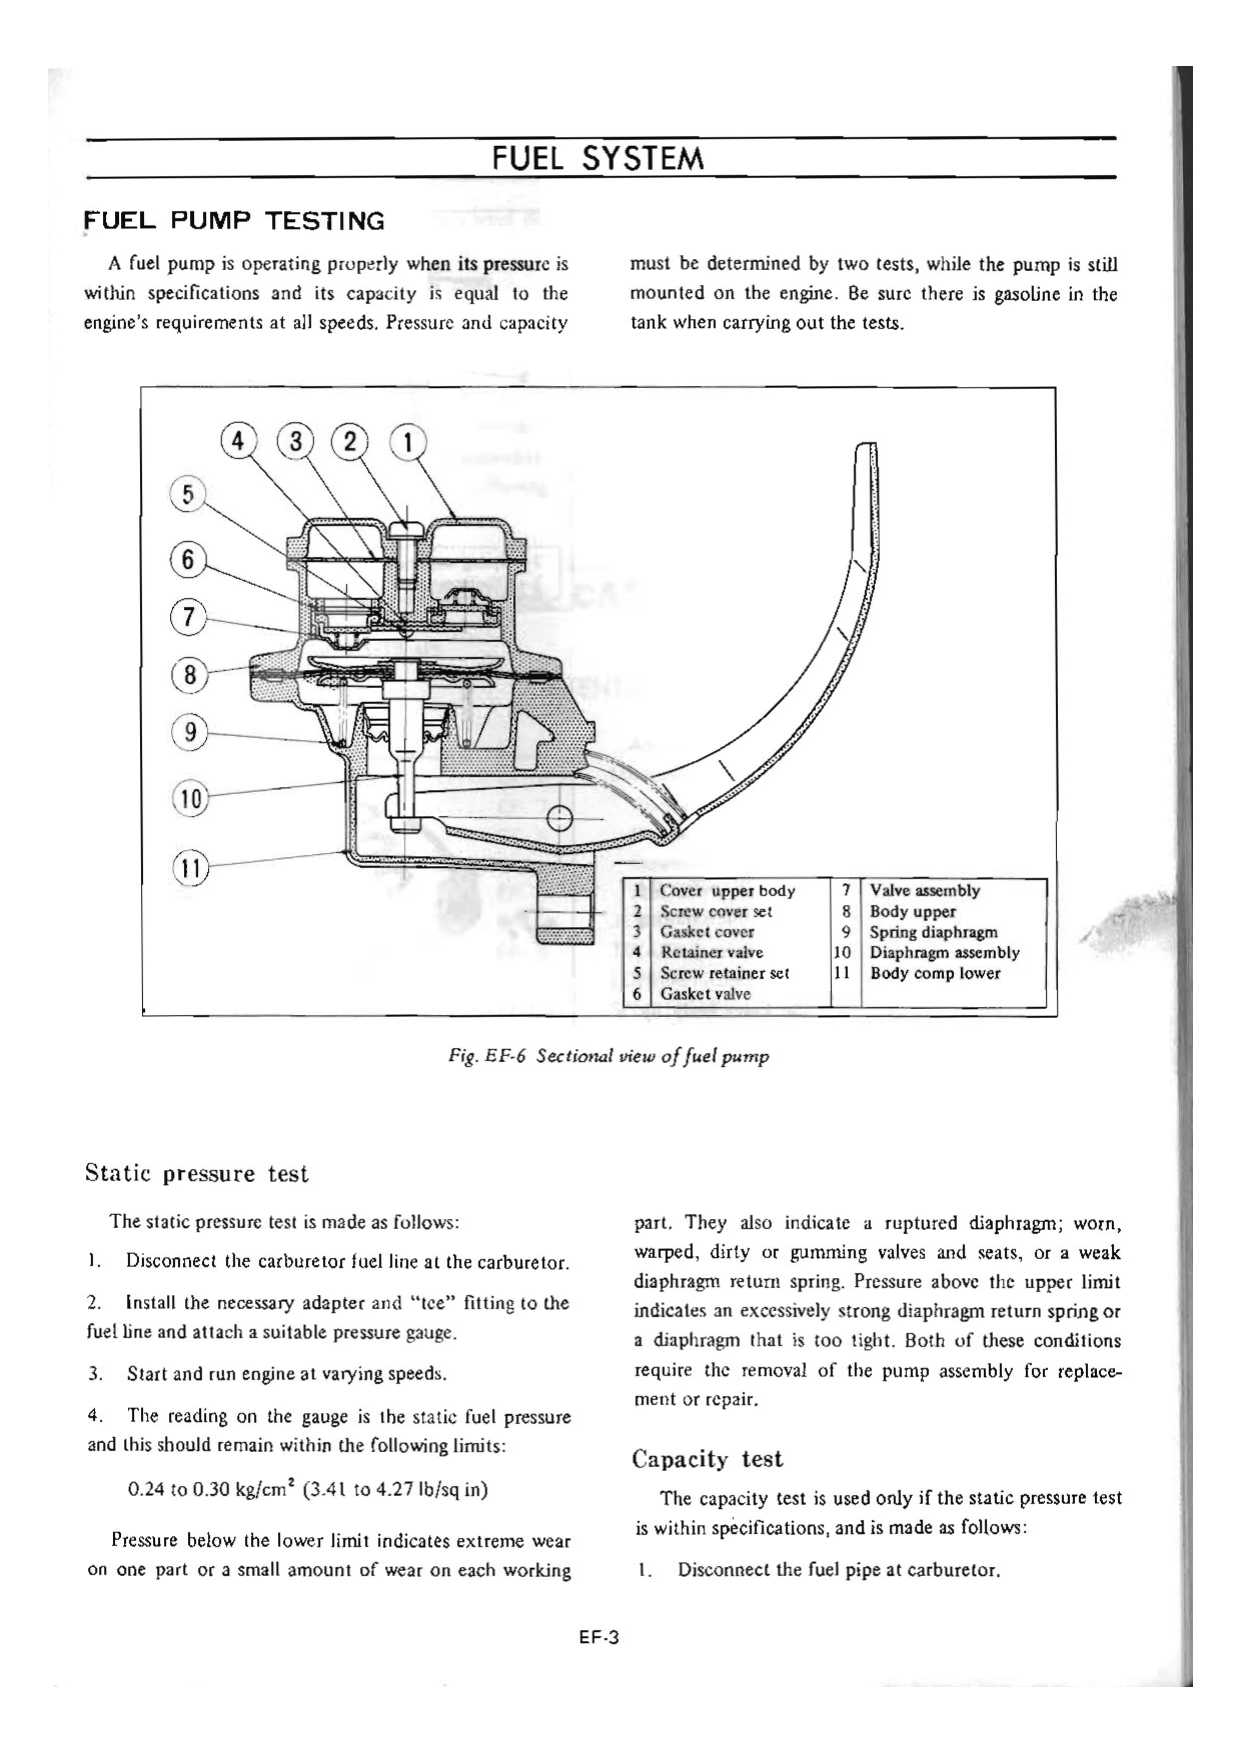 FUEL SYSTEM
FUEL PUMP TESTING
A fuel pump is operating properly when its pressure is
within specifications and its capacity is equal to the
engine's requirements at all speeds. Pressure and capacity
must be determined by two tests, while the pump is still
mounted on the engine. Be sure there is gasoline in the
tank when carrying out the tests.
4 3 2 1
5
6
7
8
9
10
11
1 Cover upper body
2 Screw cover set
3 Gasket cover
4 Retainer valve
5 Screw retainer set
6 Gasket valve
7 Valve assembly
8 Body upper
9 Spring diaphragm
10 Diaphragm assembly
11 Body comp lower
Fig. EF-6 Sectional view of fuel pump
Static pressure test
The static pressure test is made as follows:
1. Disconnect the carburetor fuel line at the carburetor.
2. Install the necessary adapter and "tee" fitting to the
fuel line and attach a suitable pressure gauge.
3. Start and run engine at varying speeds.
4. The reading on the gauge is the static fuel pressure
and this should remain within the following limits:
0.24 to 0.30 kg/cm² (3.41 to 4.27 lb/sq in)
Pressure below the lower limit indicates extreme wear
on one part or a small amount of wear on each working
part. They also indicate a ruptured diaphragm; worn,
warped, dirty or gumming valves and seats, or a weak
diaphragm return spring. Pressure above the upper limit
indicates an excessively strong diaphragm return spring or
a diaphragm that is too tight. Both of these conditions
require the removal of the pump assembly for replace-
ment or repair.
Capacity test
The capacity test is used only if the static pressure test
is within specifications, and is made as follows:
1. Disconnect the fuel pipe at carburetor.
EF-3